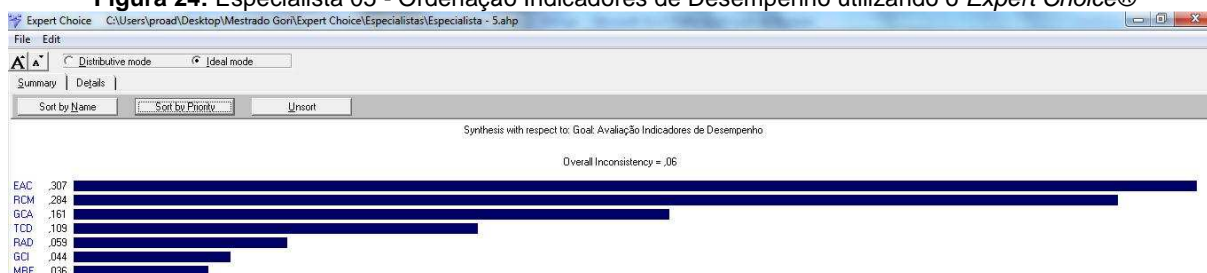 Figura 24: Especialista 05 - Ordenação Indicadores de Desempenho utilizando o Expert Choice®
Expert Choice C:\Users\proad\Desktop\Mestrado Gori\Expert Choice\Especialistas\Especialista - 5.ahp
File Edit
A A Distributive mode Ideal mode
Summary Details
Sort by Name Sort by Priority Unsort
Synthesis with respect to: Goal: Avaliação Indicadores de Desempenho
Overall Inconsistency = ,06
EAC ,307
RCM ,284
GCA ,161
TCD ,109
RAD ,059
GCI ,044
MBE ,036